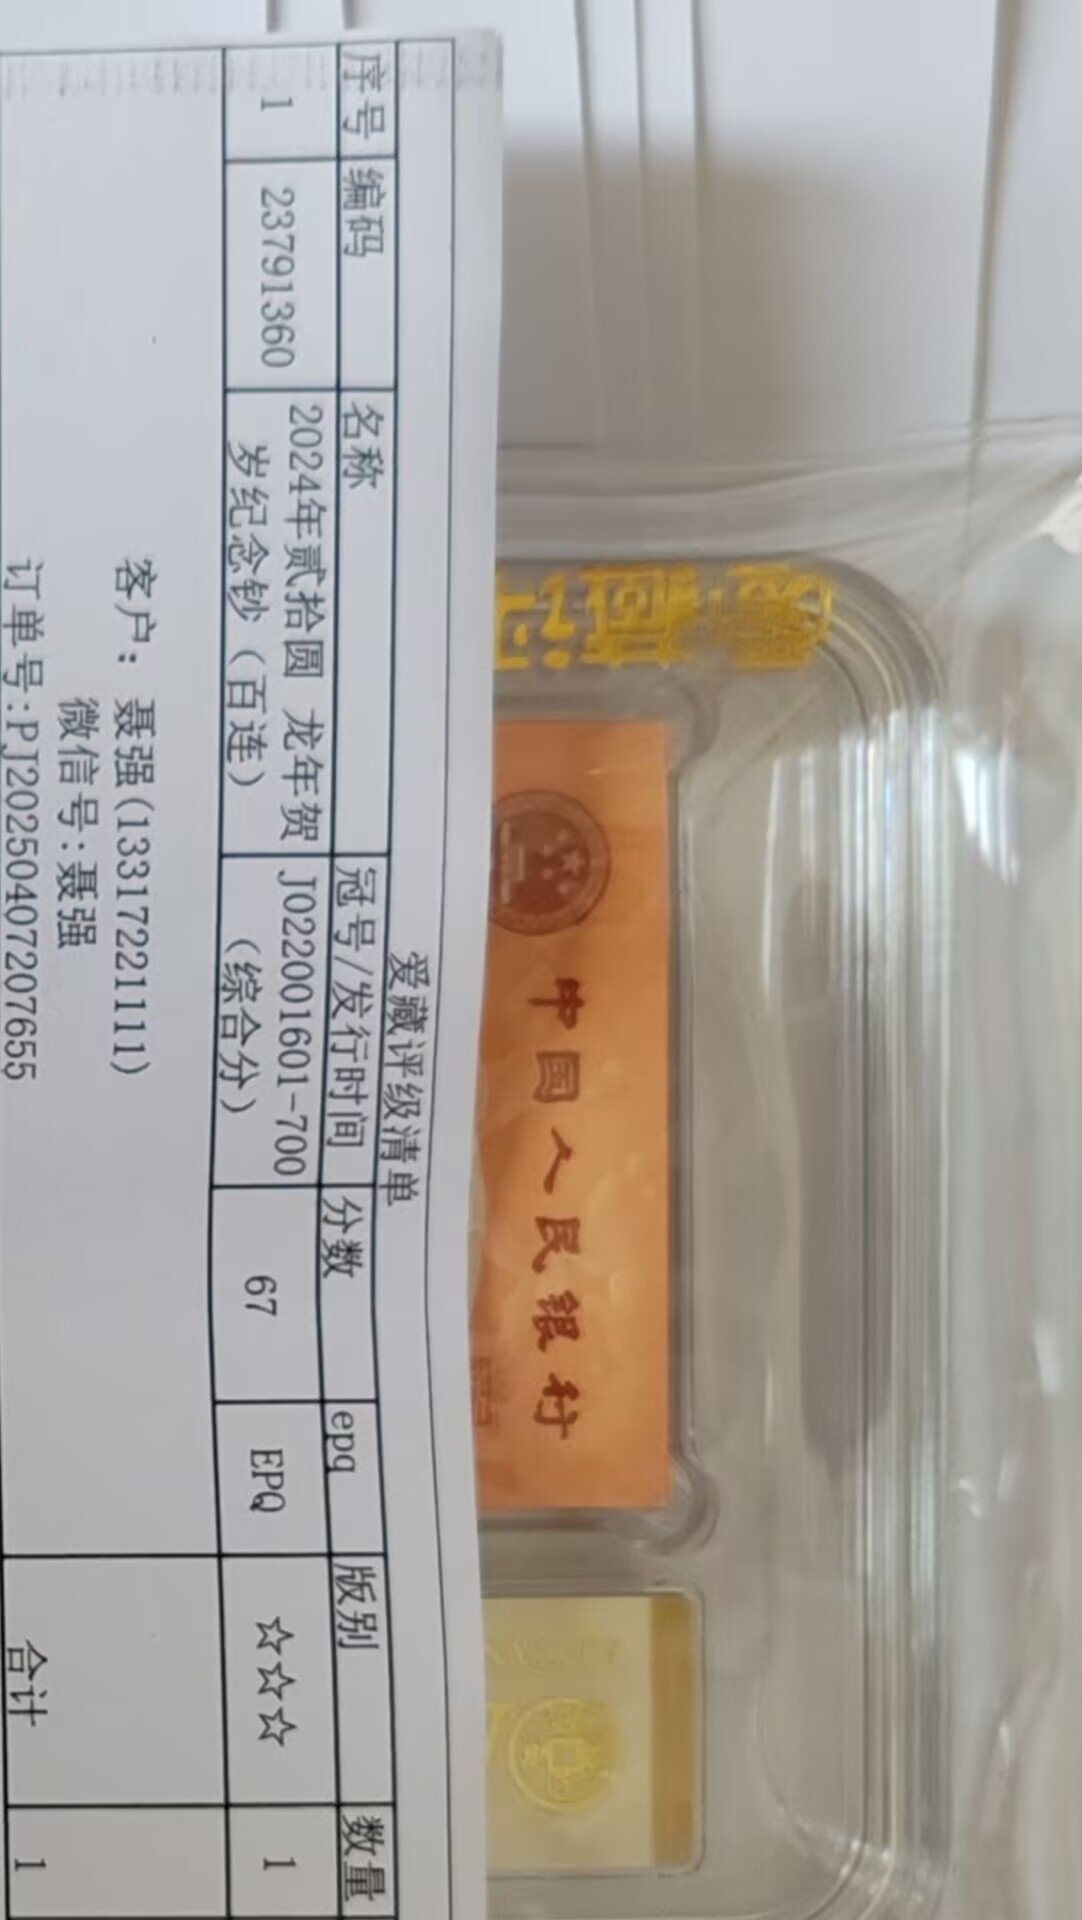 爱藏评级清单
序号 编码 名称 冠号/发行时间 分数 epq 版别 数量
1 23791360 2024年贰拾圆 龙年贺岁纪念钞（百连） J022001601-700（综合分） 67 EPQ ☆☆☆ 1
客户：聂强(13317221111)
微信号:聂强
订单号:PJ20250407207655
合计 1
中国人民银行